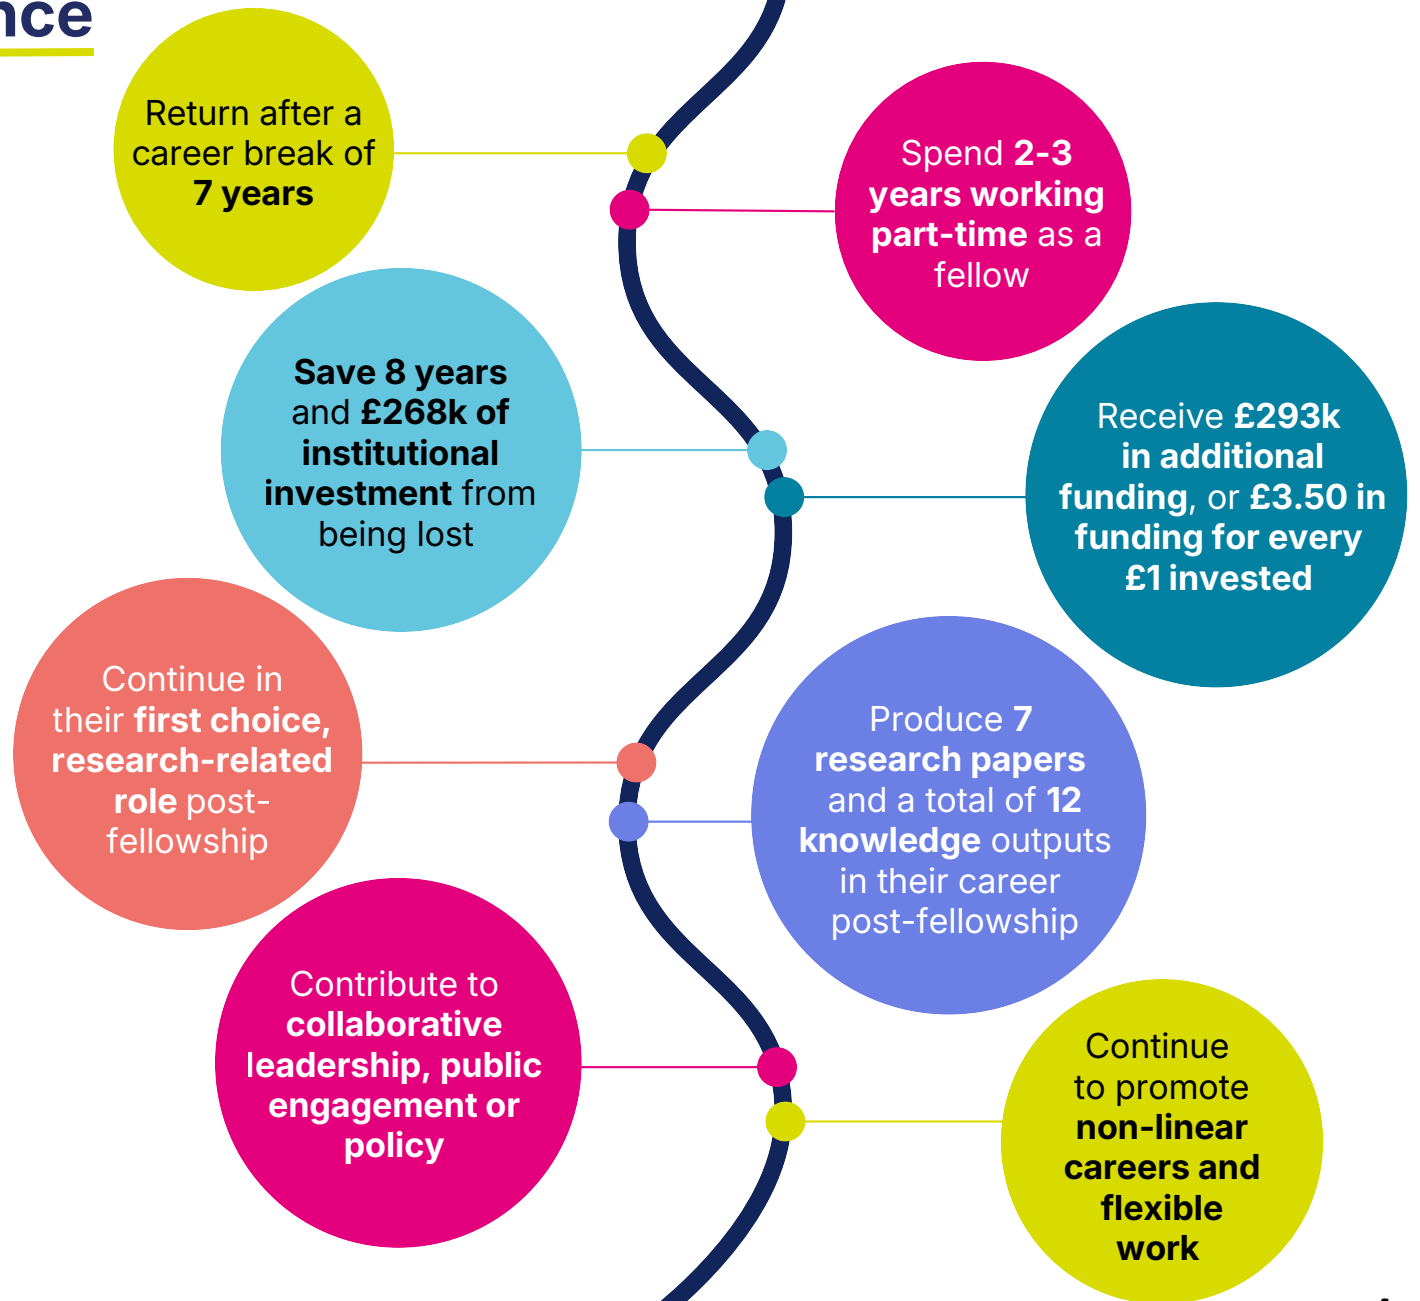 nce
Return after a
career break of
7 years
Spend 2-3
years working
part-time as a
fellow
Save 8 years
and £268k of
institutional
investment from
being lost
Receive £293k
in additional
funding, or £3.50 in
funding for every
£1 invested
Continue in
their first choice,
research-related
role post-
fellowship
Produce 7
research papers
and a total of 12
knowledge outputs
in their career
post-fellowship
Contribute to
collaborative
leadership, public
engagement or
policy
Continue
to promote
non-linear
careers and
flexible
work